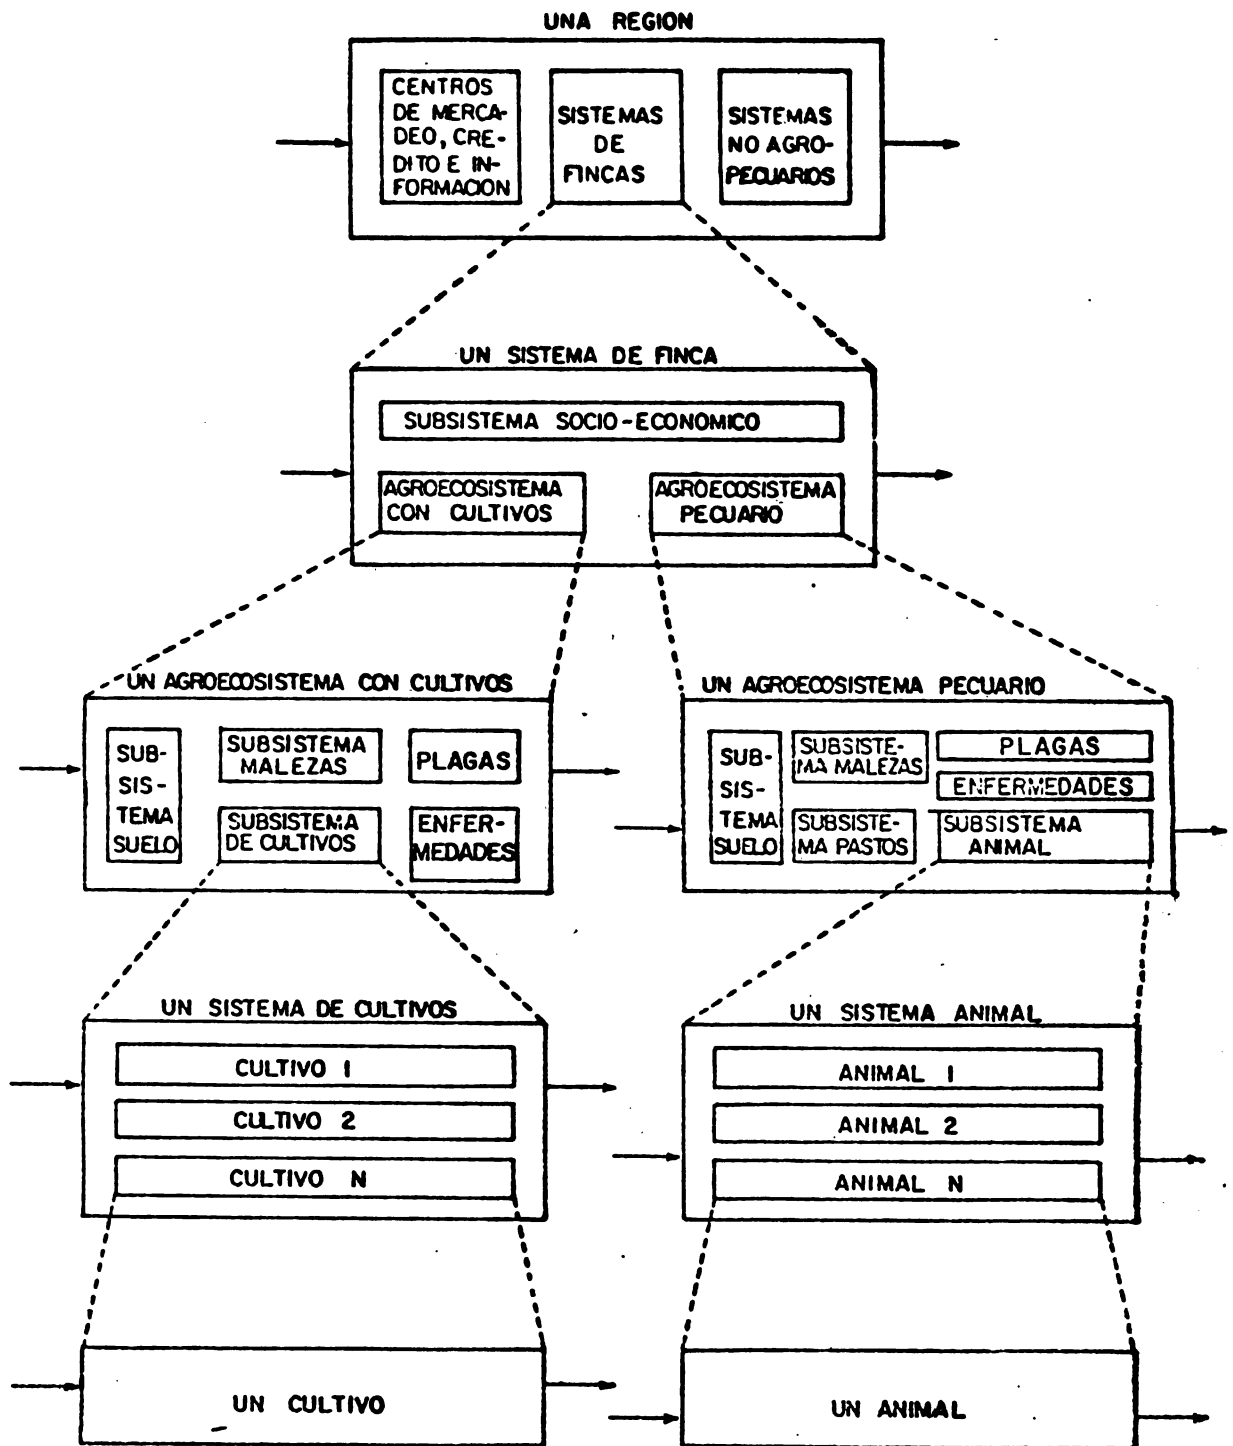 UNA REGION
CENTROS
DE MERCA-
DEO, CRE-
DITO E IN-
FORMACION
SISTEMAS
DE
FINCAS
SISTEMAS
NO AGRO-
PECUARIOS
UN SISTEMA DE FINCA
SUBSISTEMA SOCIO-ECONOMICO
AGROECOSISTEMA
CON CULTIVOS
AGROECOSISTEMA
PECUARIO
UN AGROECOSISTEMA CON CULTIVOS
SUB-
SIS-
TEMA
SUELO
SUBSISTEMA
MALEZAS
PLAGAS
SUBSISTEMA
DE CULTIVOS
ENFER-
MEDADES
UN AGROECOSISTEMA PECUARIO
SUB-
SIS-
TEMA
SUELO
SUBSISTE-
MA MALEZAS
PLAGAS
ENFERMEDADES
SUBSISTE-
MA PASTOS
SUBSISTEMA
ANIMAL
UN SISTEMA DE CULTIVOS
CULTIVO 1
CULTIVO 2
CULTIVO N
UN SISTEMA ANIMAL
ANIMAL 1
ANIMAL 2
ANIMAL N
UN CULTIVO
UN ANIMAL